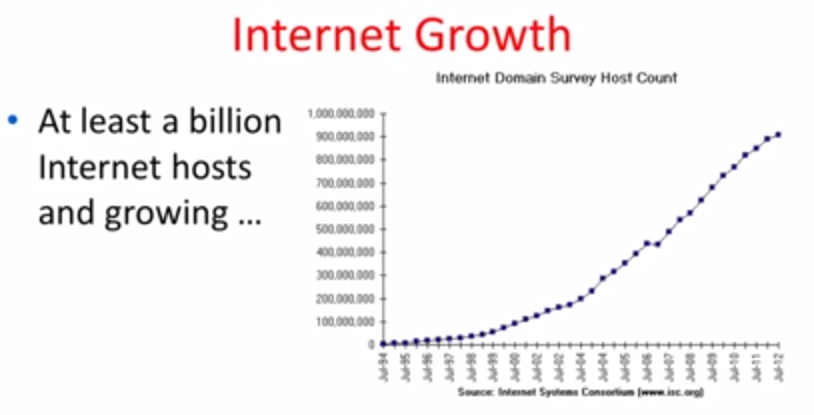 Internet Growth
• At least a billion
Internet hosts
and growing ...
Internet Domain Survey Host Count
1,000,000,000
900,000,000
800,000,000
700,000,000
600,000,000
500,000,000
400,000,000
300,000,000
200,000,000
100,000,000
0
Jul-94
Jul-95
Jul-96
Jul-97
Jul-98
Jul-99
Jul-00
Jul-02
Jul-02
Jul-03
Jul-04
Jul-05
Jul-06
Jul-07
Jul-08
Jul-09
Jul-10
Jul-11
Jul-12
Source: Internet Systems Consortium (www.isc.org)